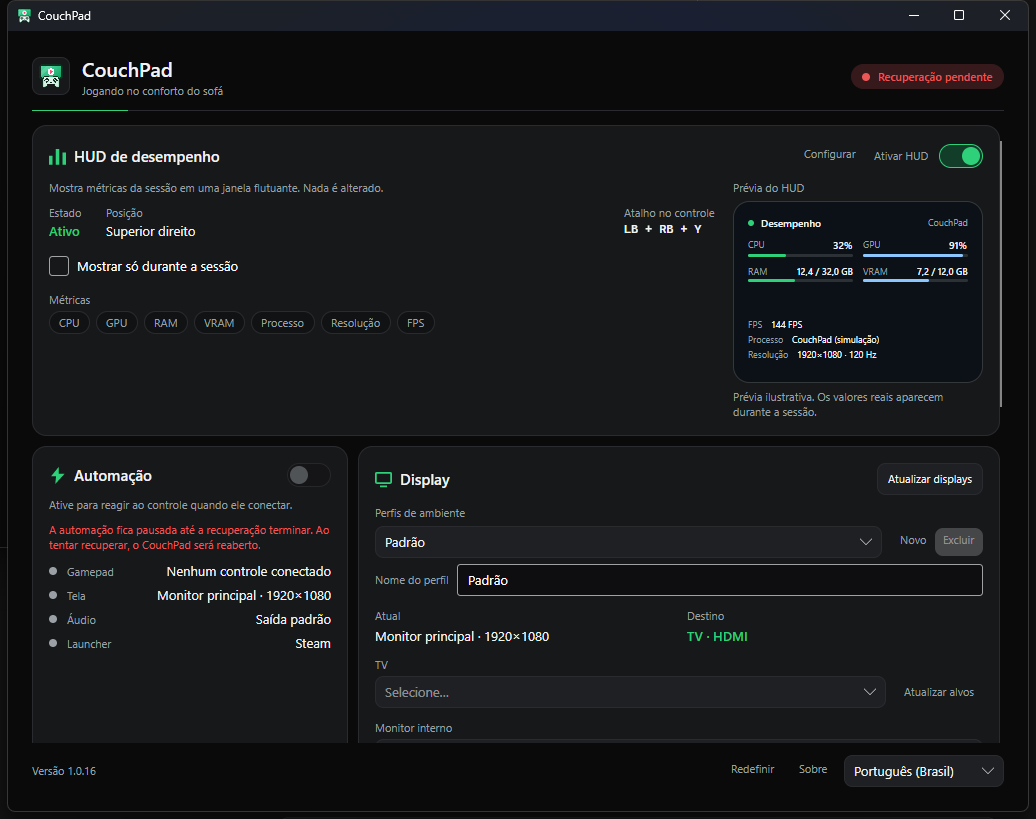 CouchPad
CouchPad
Jogando no conforto do sofá
Recuperação pendente
HUD de desempenho
Configurar
Ativar HUD
Mostra métricas da sessão em uma janela flutuante. Nada é alterado.
Estado
Posição
Ativo
Superior direito
Atalho no controle
LB + RB + Y
Mostrar só durante a sessão
Métricas
CPU
GPU
RAM
VRAM
Processo
Resolução
FPS
Prévia do HUD
Desempenho
CouchPad
CPU 32%
GPU 91%
RAM 12,4 / 32,0 GB
VRAM 7,2 / 12,0 GB
FPS 144 FPS
Processo CouchPad (simulação)
Resolução 1920×1080 · 120 Hz
Prévia ilustrativa. Os valores reais aparecem
durante a sessão.
Automação
Ative para reagir ao controle quando ele conectar.
A automação fica pausada até a recuperação terminar. Ao
tentar recuperar, o CouchPad será reaberto.
Gamepad Nenhum controle conectado
Tela Monitor principal · 1920×1080
Áudio Saída padrão
Launcher Steam
Display
Atualizar displays
Perfis de ambiente
Padrão
Novo
Excluir
Nome do perfil
Padrão
Atual
Destino
Monitor principal · 1920×1080
TV · HDMI
TV
Selecione...
Atualizar alvos
Monitor interno
Versão 1.0.16
Redefinir
Sobre
Português (Brasil)